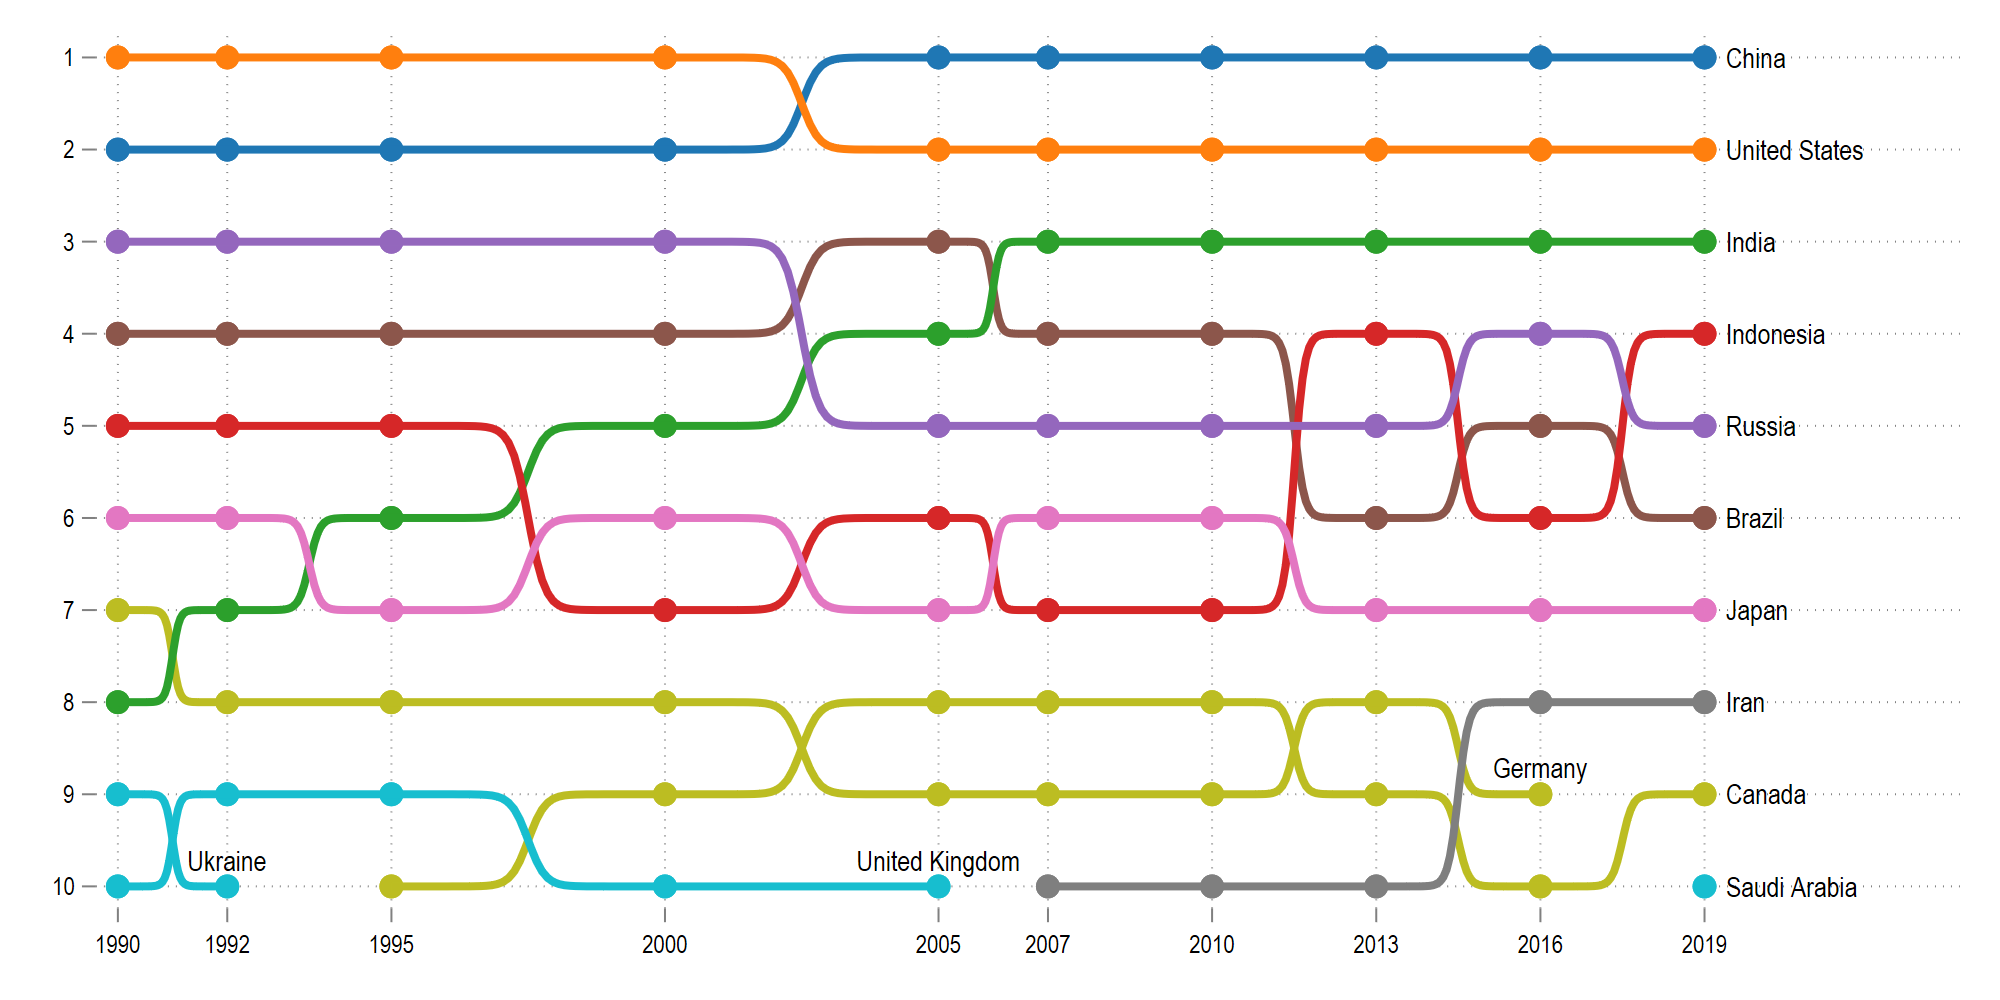 1
China
2
United States
3
India
4
Indonesia
5
Russia
6
Brazil
7
Japan
8
Iran
Germany
9
Canada
Ukraine
United Kingdom
10
Saudi Arabia
1990 1992 1995 2000 2005 2007 2010 2013 2016 2019